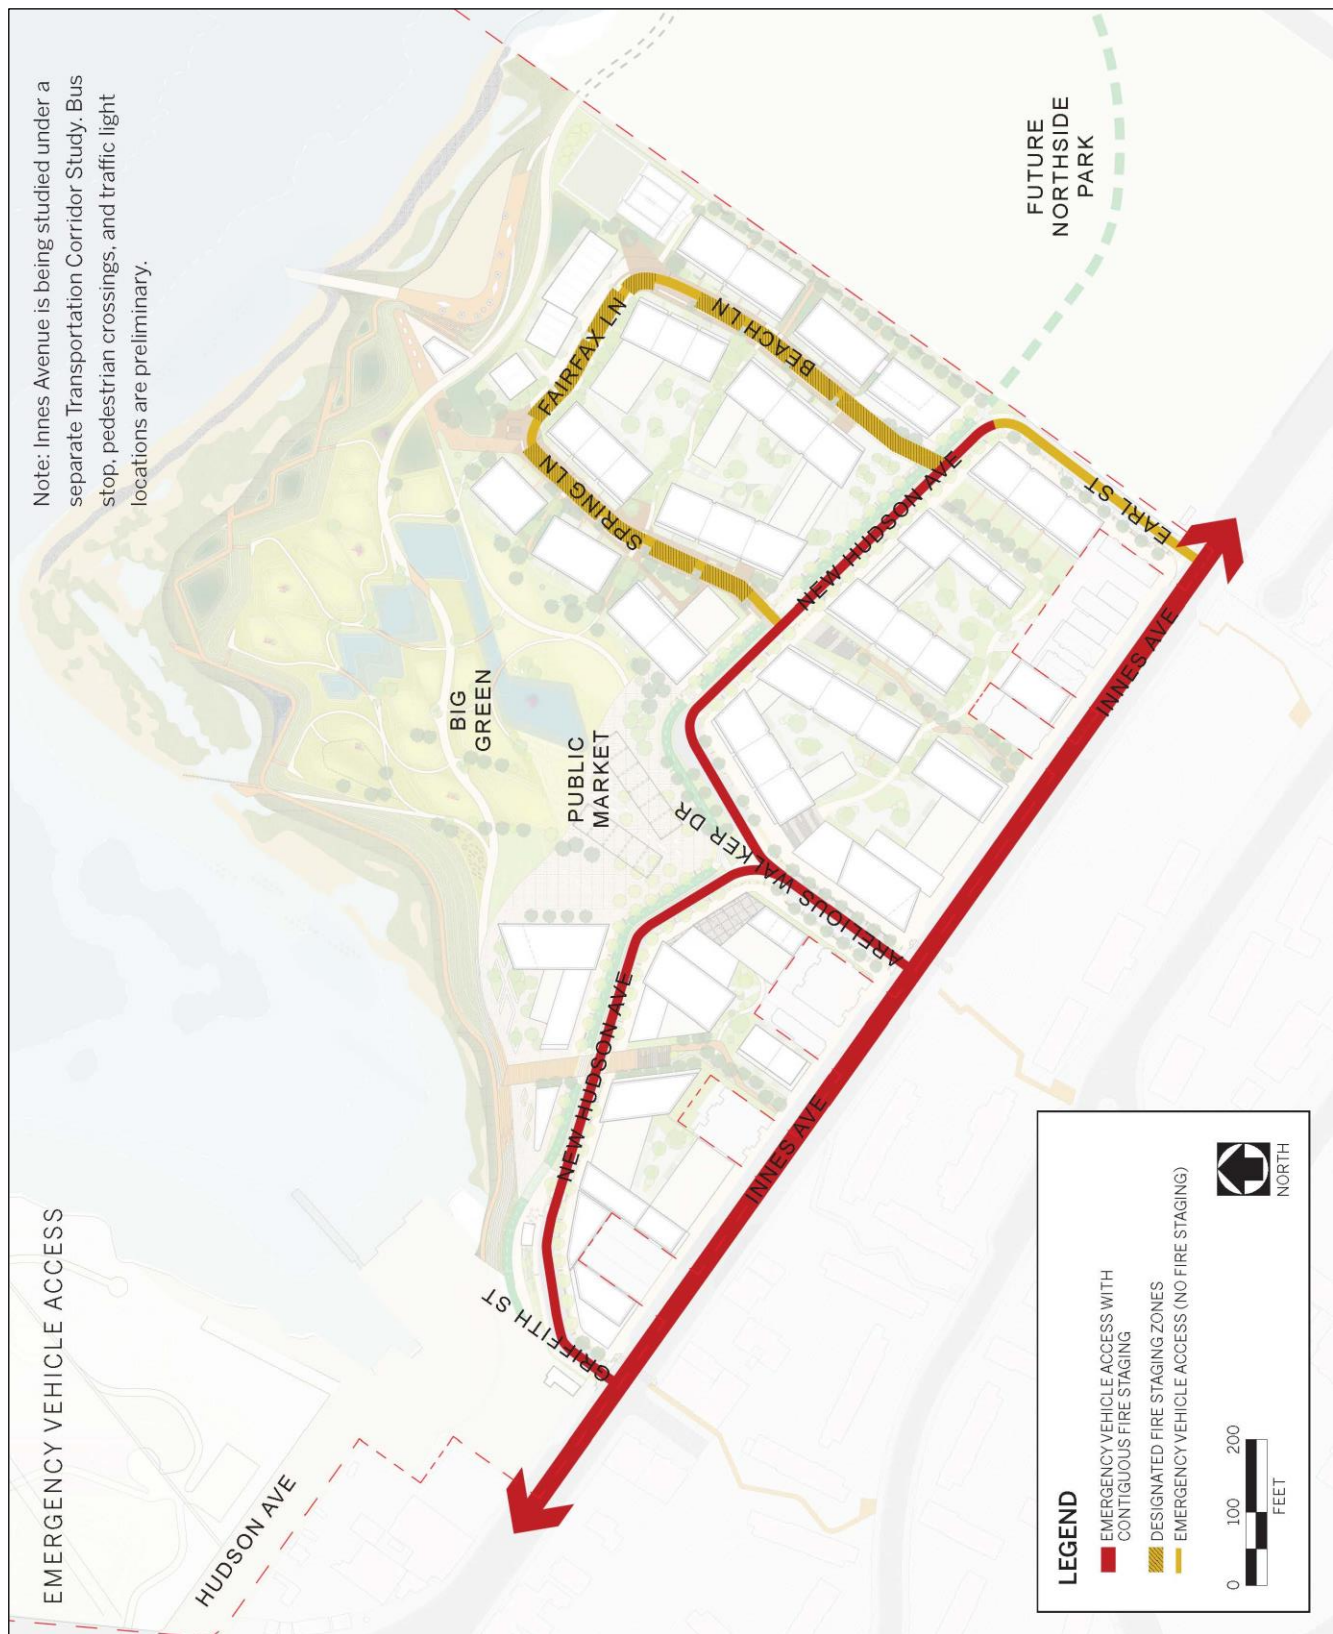 EMERGENCY VEHICLE ACCESS
Note: Innes Avenue is being studied under a
separate Transportation Corridor Study. Bus
stop, pedestrian crossings, and traffic light
locations are preliminary.
HUDSON AVE
GRIFFITH ST
NEW HUDSON AVE
BIG
GREEN
PUBLIC
MARKET
ARELIOUS WALKER DR
SPRING LN
FAIRFAX LN
BEACH LN
NEW HUDSON AVE
EARL ST
FUTURE
NORTHSIDE
PARK
INNES AVE
INNES AVE
LEGEND
EMERGENCY VEHICLE ACCESS WITH
CONTIGUOUS FIRE STAGING
DESIGNATED FIRE STAGING ZONES
EMERGENCY VEHICLE ACCESS (NO FIRE STAGING)
0 100 200
FEET
NORTH